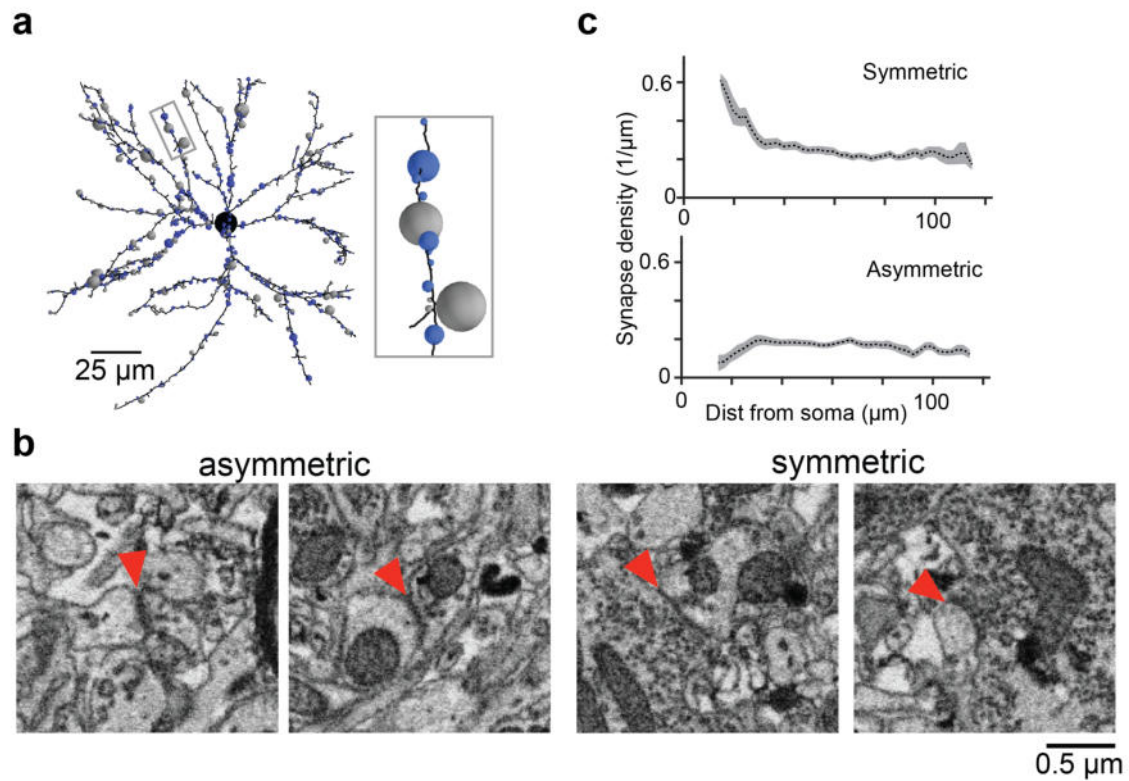 a
25 µm
c
Symmetric
0.6
0
0
100
Asymmetric
0.6
0
0
100
Synapse density (1/µm)
Dist from soma (µm)
b
asymmetric
symmetric
0.5 µm